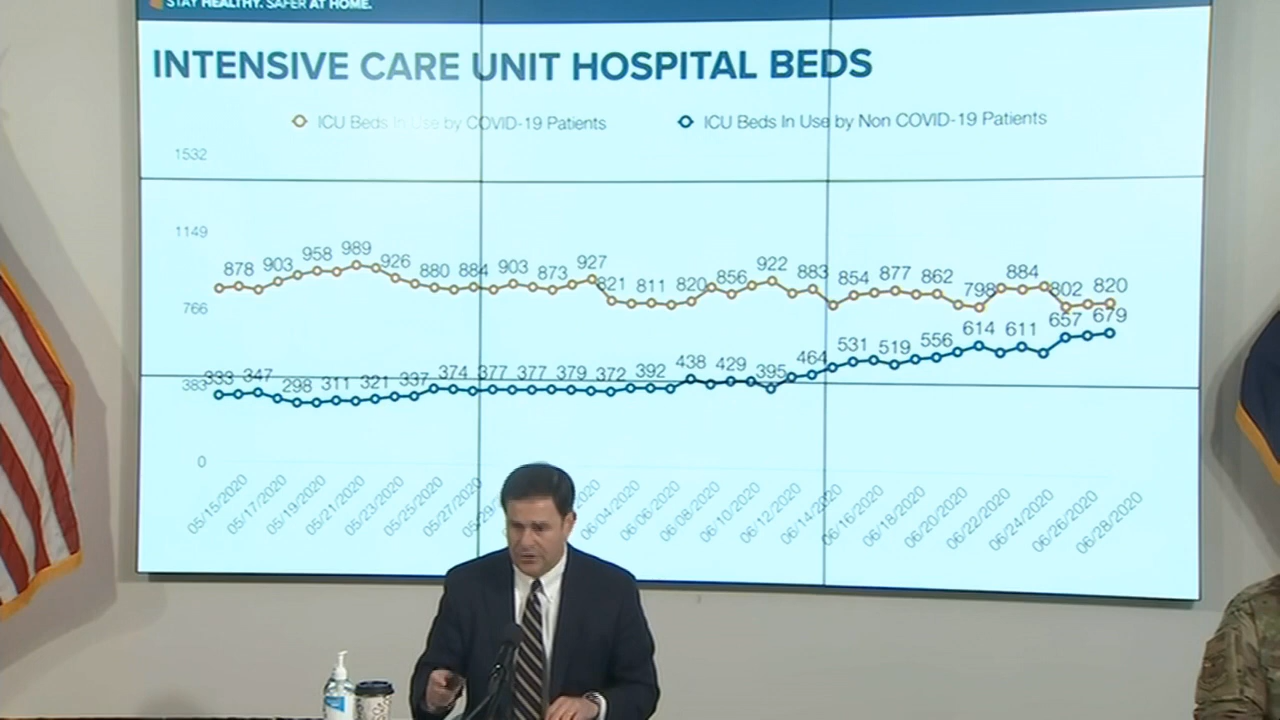 STAY HEALTHY. SAFER AT HOME.
INTENSIVE CARE UNIT HOSPITAL BEDS
ICU Beds In Use by COVID-19 Patients ICU Beds In Use by Non COVID-19 Patients
1532
1149
878 903 958 989 926 880 884 903 873 927 821 811 820 856 922 883 854 877 862 798 884 802 820
766
333 347 298 311 321 337 374 377 377 379 372 392 438 429 395 464 531 519 556 614 611 657 679
383
0
05/15/2020 05/17/2020 05/19/2020 05/21/2020 05/23/2020 05/25/2020 05/27/2020 06/04/2020 06/06/2020 06/08/2020 06/10/2020 06/12/2020 06/14/2020 06/16/2020 06/18/2020 06/20/2020 06/22/2020 06/24/2020 06/26/2020 06/28/2020